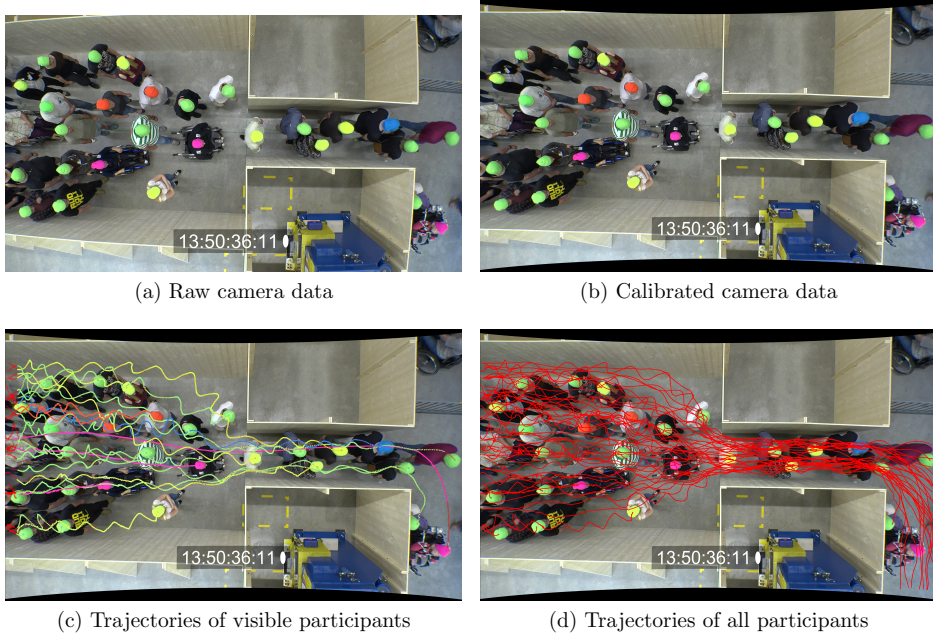 13:50:36:11
13:50:36:11
(a) Raw camera data
(b) Calibrated camera data
13:50:36:11
13:50:36:11
(c) Trajectories of visible participants
(d) Trajectories of all participants